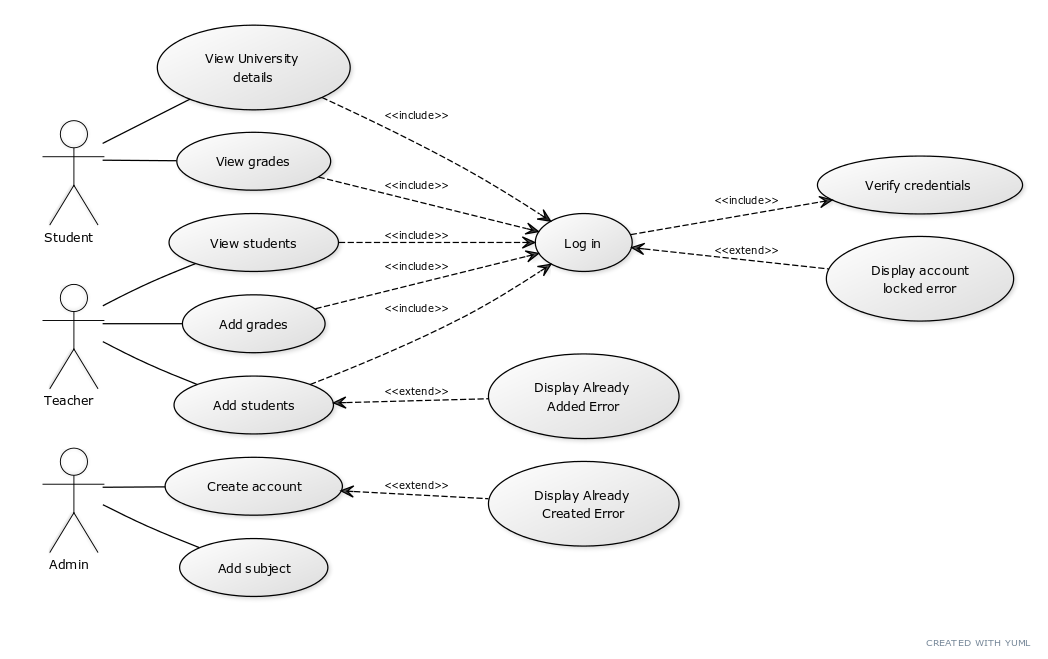 View University
details
<<include>>
View grades
<<include>>
Student
View students
<<include>>
Log in
<<include>>
Verify credentials
<<extend>>
Display account
locked error
<<include>>
Add grades
<<include>>
Teacher
Add students
<<extend>>
Display Already
Added Error
Create account
<<extend>>
Display Already
Created Error
Admin
Add subject
CREATED WITH YUML